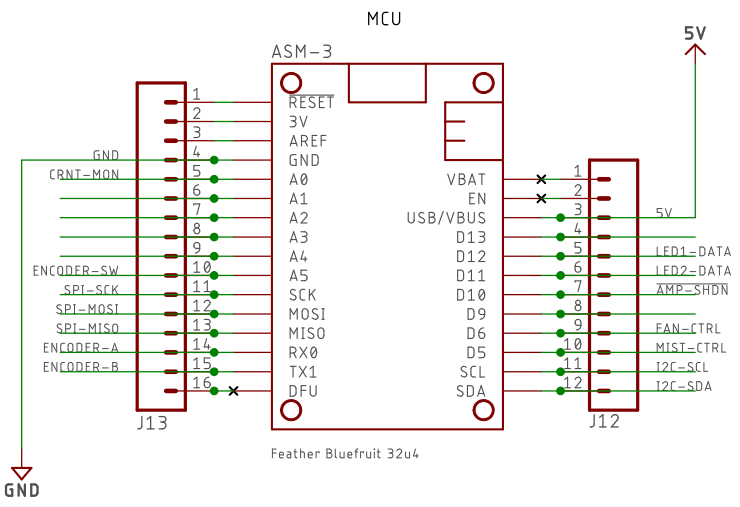 MCU
5V
ASM-3
1 RESET
2 3V
3 AREF
GND 4 GND
CRNT-MON 5 A0 VBAT 1
6 A1 EN 2
7 A2 USB/VBUS 3 5V
8 A3 D13 4
9 A4 D12 5 LED1-DATA
ENCODER-SW 10 A5 D11 6 LED2-DATA
SPI-SCK 11 SCK D10 7 AMP-SHDN
SPI-MOSI 12 MOSI D9 8
SPI-MISO 13 MISO D6 9 FAN-CTRL
ENCODER-A 14 RX0 D5 10 MIST-CTRL
ENCODER-B 15 TX1 SCL 11 I2C-SCL
16 DFU SDA 12 I2C-SDA
J13 J12
Feather Bluefruit 32u4
GND